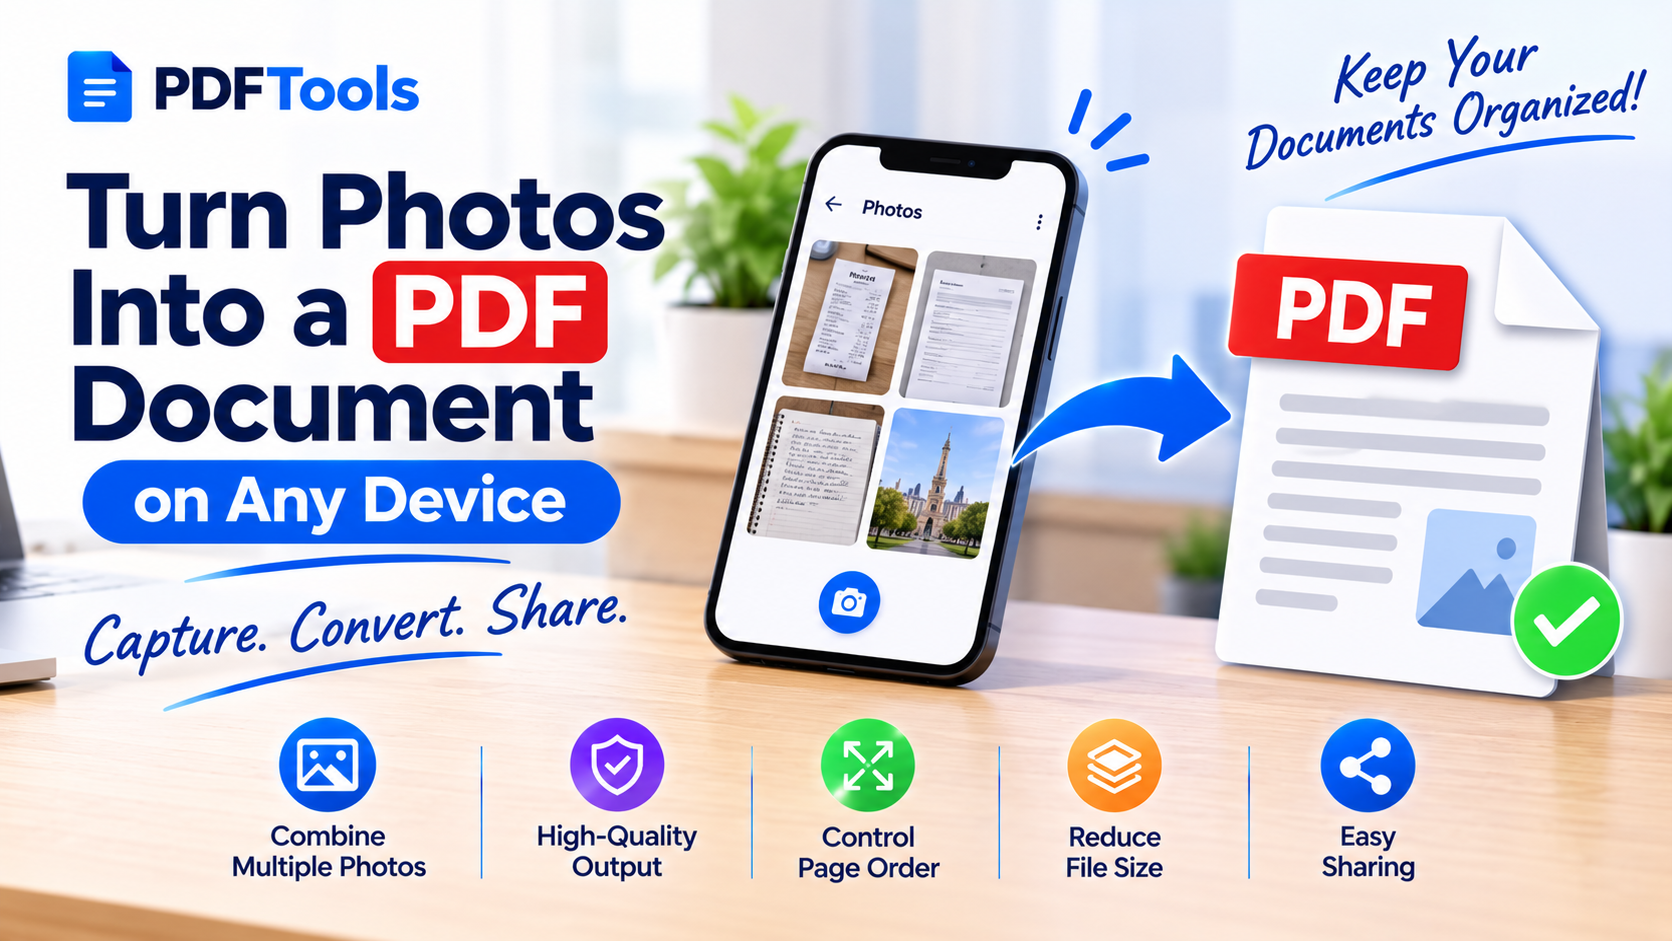 PDFTools
Keep Your
Documents Organized!
Turn Photos
Into a PDF
Document
on Any Device
Capture. Convert. Share.
Photos
PDF
Combine
Multiple Photos
High-Quality
Output
Control
Page Order
Reduce
File Size
Easy
Sharing